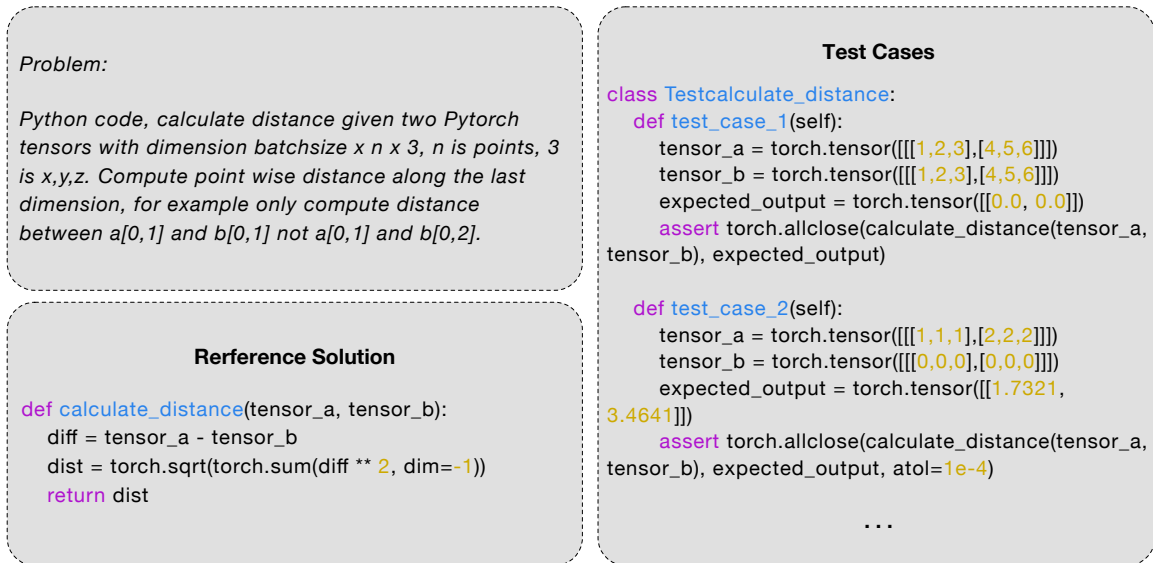 Problem:
Python code, calculate distance given two Pytorch
tensors with dimension batchsize x n x 3, n is points, 3
is x,y,z. Compute point wise distance along the last
dimension, for example only compute distance
between a[0,1] and b[0,1] not a[0,1] and b[0,2].
Rerference Solution
def calculate_distance(tensor_a, tensor_b):
diff = tensor_a - tensor_b
dist = torch.sqrt(torch.sum(diff ** 2, dim=-1))
return dist
Test Cases
class Testcalculate_distance:
def test_case_1(self):
tensor_a = torch.tensor([[[1,2,3],[4,5,6]]])
tensor_b = torch.tensor([[[1,2,3],[4,5,6]]])
expected_output = torch.tensor([[0.0, 0.0]])
assert torch.allclose(calculate_distance(tensor_a,
tensor_b), expected_output)
def test_case_2(self):
tensor_a = torch.tensor([[[1,1,1],[2,2,2]]])
tensor_b = torch.tensor([[[0,0,0],[0,0,0]]])
expected_output = torch.tensor([[1.7321,
3.4641]])
assert torch.allclose(calculate_distance(tensor_a,
tensor_b), expected_output, atol=1e-4)
...